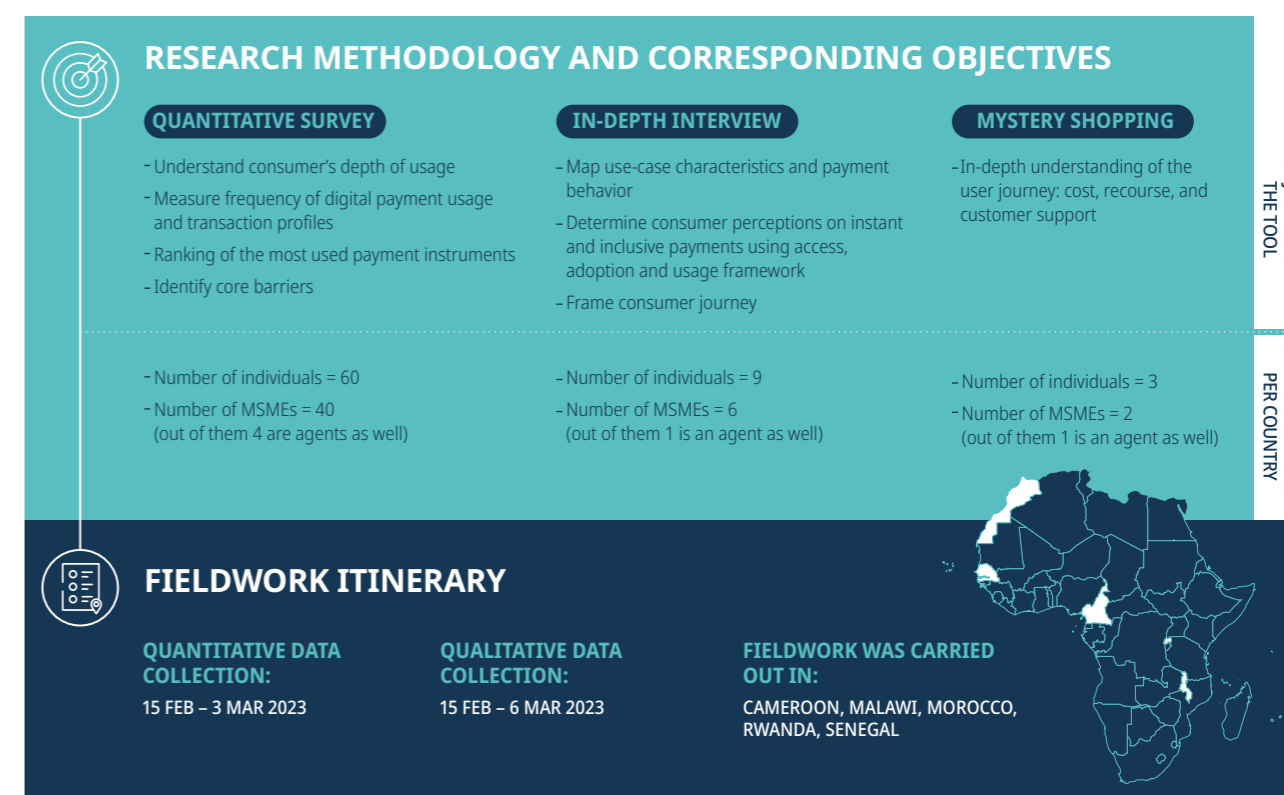 RESEARCH METHODOLOGY AND CORRESPONDING OBJECTIVES
QUANTITATIVE SURVEY
– Understand consumer's depth of usage
– Measure frequency of digital payment usage
and transaction profiles
– Ranking of the most used payment instruments
– Identify core barriers
IN-DEPTH INTERVIEW
– Map use-case characteristics and payment
behavior
– Determine consumer perceptions on instant
and inclusive payments using access,
adoption and usage framework
– Frame consumer journey
MYSTERY SHOPPING
– In-depth understanding of the
user journey: cost, recourse, and
customer support
THE TOOL
– Number of individuals = 60
– Number of MSMEs = 40
(out of them 4 are agents as well)
– Number of individuals = 9
– Number of MSMEs = 6
(out of them 1 is an agent as well)
– Number of individuals = 3
– Number of MSMEs = 2
(out of them 1 is an agent as well)
PER COUNTRY
FIELDWORK ITINERARY
QUANTITATIVE DATA
COLLECTION:
15 FEB – 3 MAR 2023
QUALITATIVE DATA
COLLECTION:
15 FEB – 6 MAR 2023
FIELDWORK WAS CARRIED
OUT IN:
CAMEROON, MALAWI, MOROCCO,
RWANDA, SENEGAL